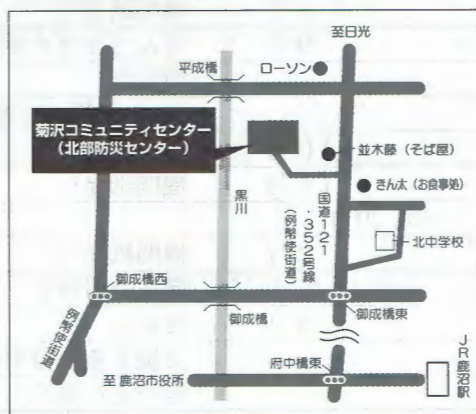 至日光
平成橋
ローソン
菊沢コミュニティセンター
(北部防災センター)
並木藤(そば屋)
きん太(お食事処)
黒川
国道121
・352号線
(例幣使街道)
北中学校
御成橋西
御成橋
御成橋東
例幣使街道
府中橋東
至 鹿沼市役所
JR鹿沼駅